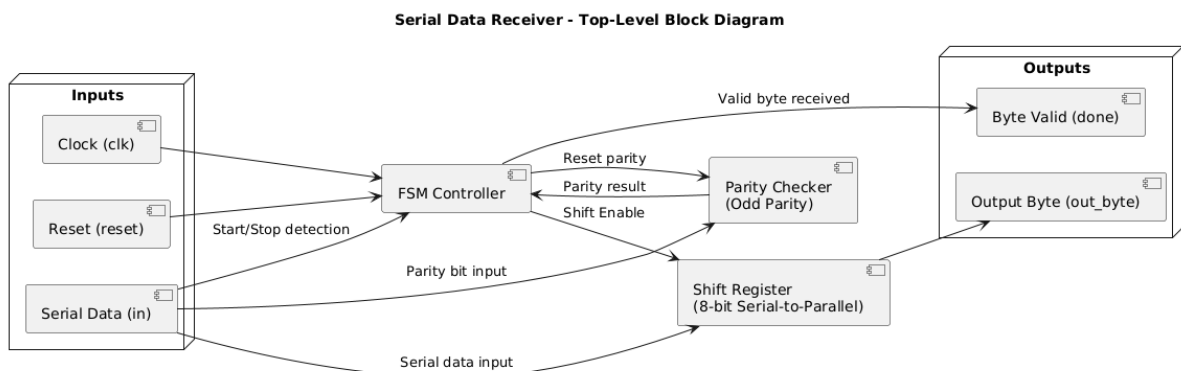 Serial Data Receiver - Top-Level Block Diagram
Inputs
Clock (clk)
Reset (reset)
Serial Data (in)
Start/Stop detection
Parity bit input
Serial data input
FSM Controller
Valid byte received
Reset parity
Parity result
Shift Enable
Parity Checker
(Odd Parity)
Shift Register
(8-bit Serial-to-Parallel)
Outputs
Byte Valid (done)
Output Byte (out_byte)